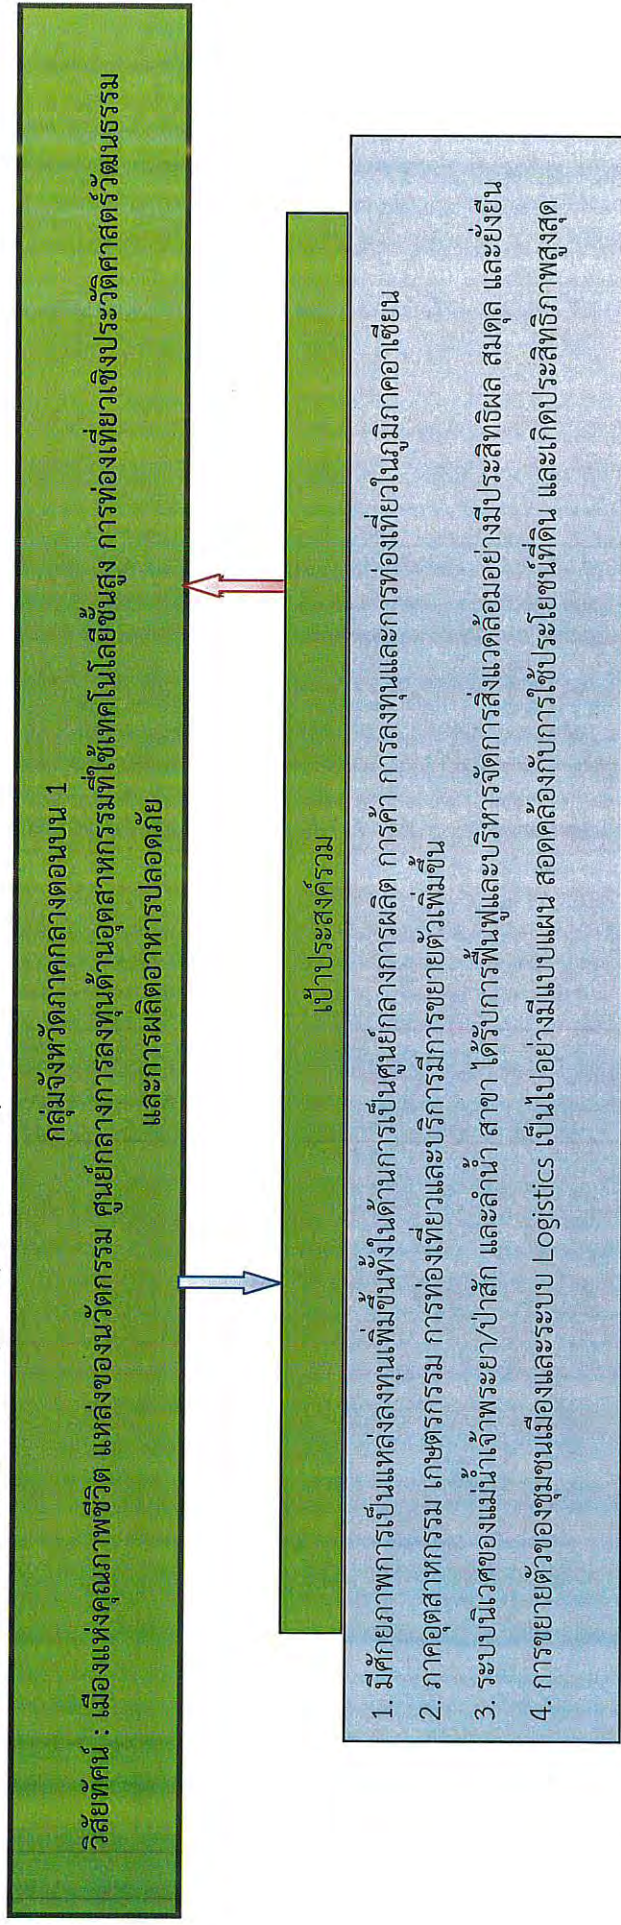 กลุ่มจังหวัดภาคกลางตอนบน 1
วิสัยทัศน์ : เมืองแห่งคุณภาพชีวิต แหล่งของนวัตกรรม ศูนย์กลางการลงทุนด้านอุตสาหกรรมที่ใช้เทคโนโลยีชั้นสูง การท่องเที่ยวเชิงประวัติศาสตร์วัฒนธรรม
และการผลิตอาหารปลอดภัย
เป้าประสงค์รวม
1. มีศักยภาพการเป็นแหล่งลงทุนเพิ่มขึ้นทั้งในด้านการเป็นศูนย์กลางการผลิต การค้า การลงทุนและการท่องเที่ยวในภูมิภาคอาเซียน
2. ภาคอุตสาหกรรม เกษตรกรรม การท่องเที่ยวและบริการมีการขยายตัวเพิ่มขึ้น
3. ระบบนิเวศของแม่น้ำเจ้าพระยา/ป่าสัก และลำน้ำ สาขา ได้รับการฟื้นฟูและบริหารจัดการสิ่งแวดล้อมอย่างมีประสิทธิผล สมดุล และยั่งยืน
4. การขยายตัวของชุมชนเมืองและระบบ Logistics เป็นไปอย่างมีแบบแผน สอดคล้องกับการใช้ประโยชน์ที่ดิน และเกิดประสิทธิภาพสูงสุด